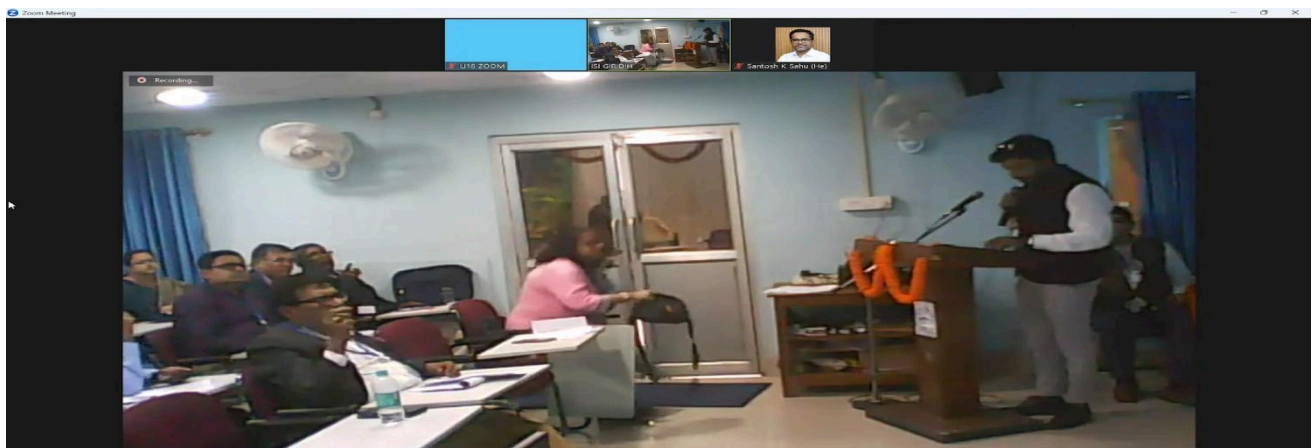 Zoom Meeting
U16 ZOOM
ISI GIRIDIH
Santosh K Sahu (He)
Recording...